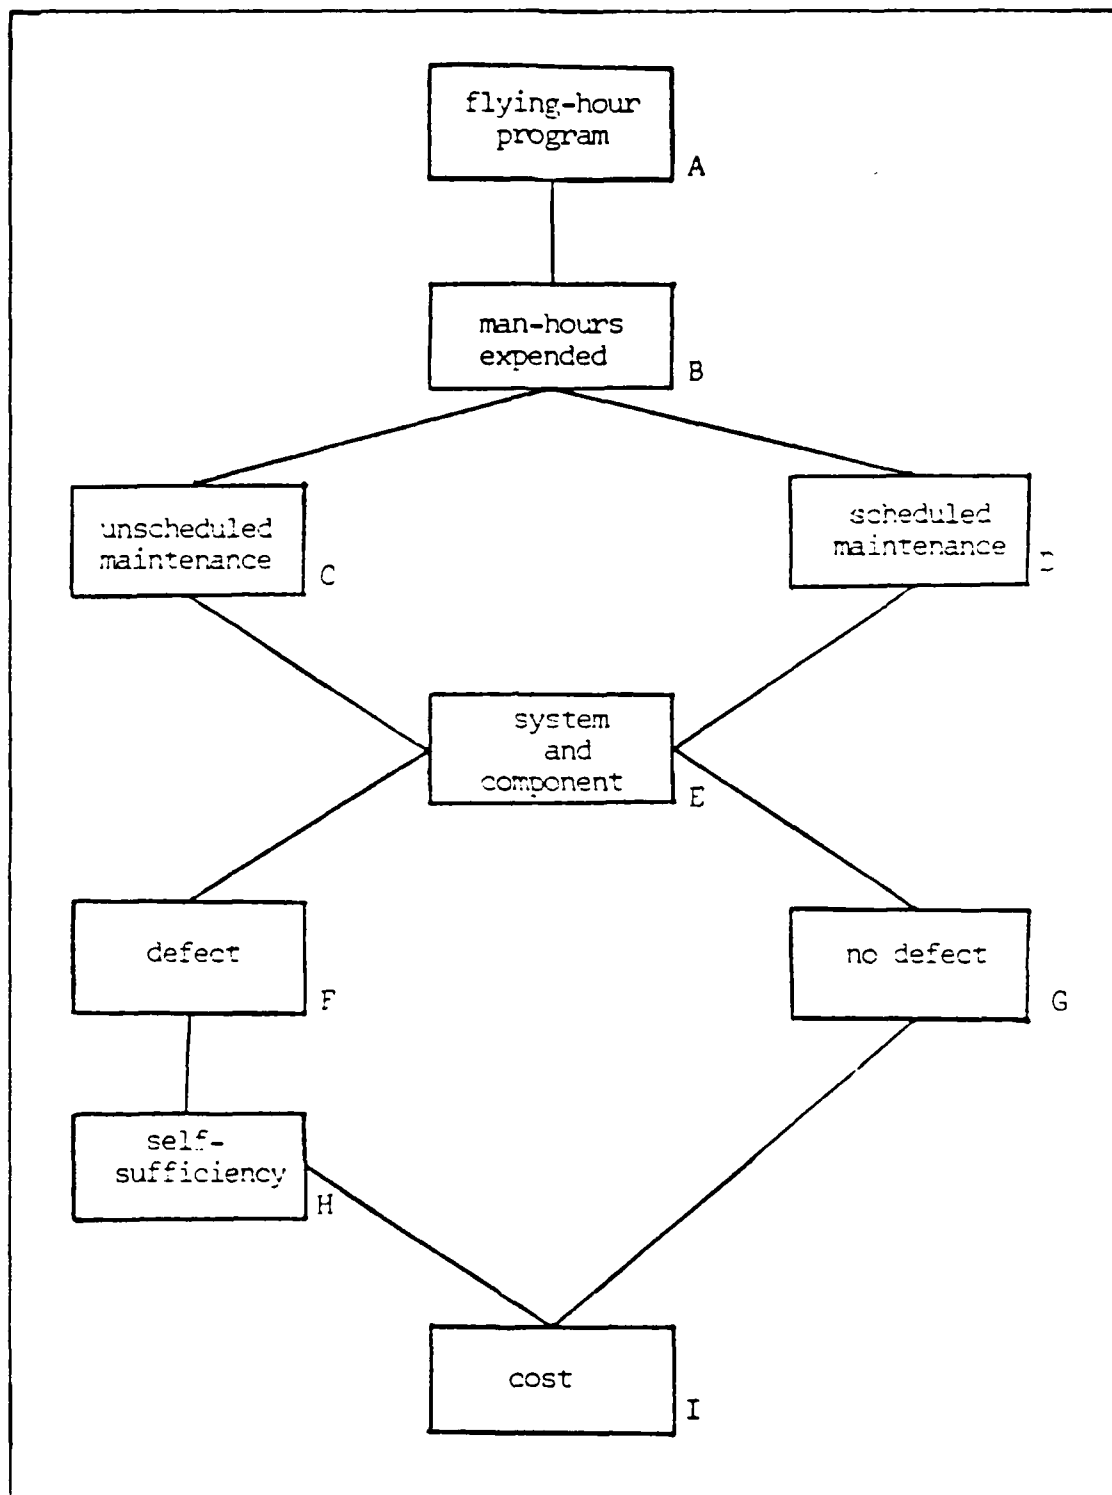 flying-hour
program
A
man-hours
expended
B
unscheduled
maintenance
C
scheduled
maintenance
system
and
component
E
defect
F
no defect
G
self-
sufficiency
H
cost
I